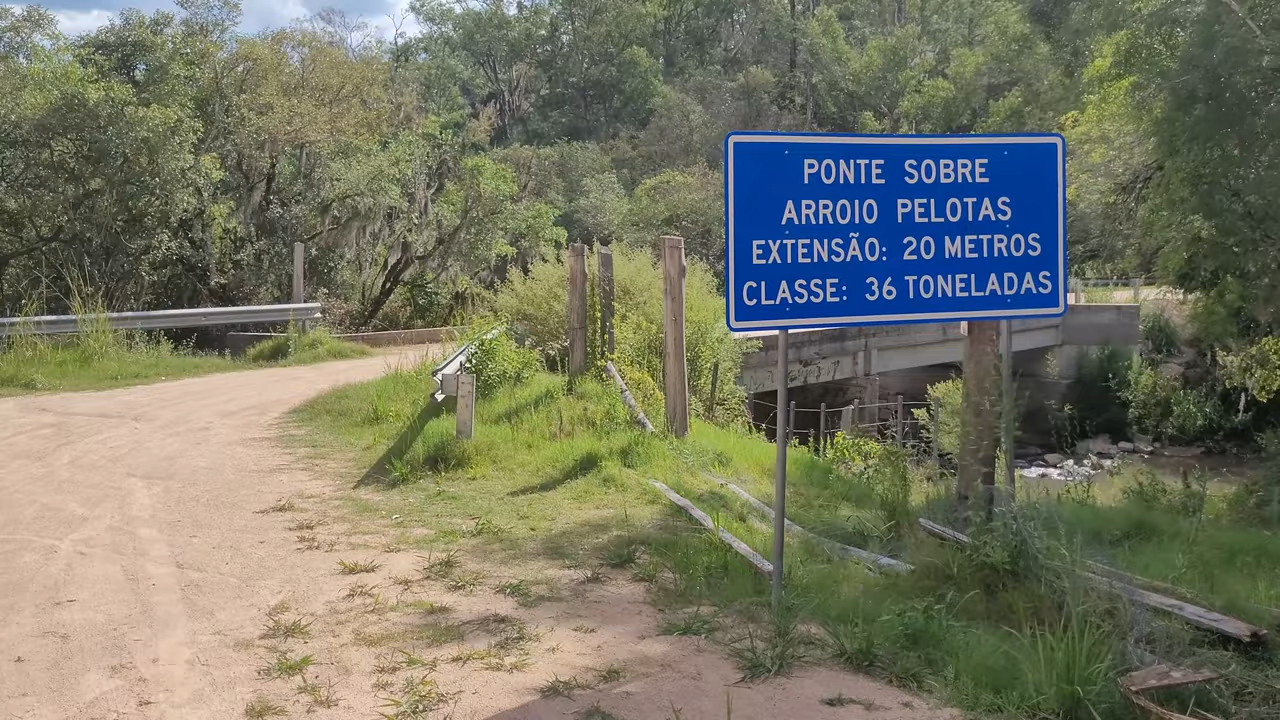 PONTE SOBRE
ARROIO PELOTAS
EXTENSÃO: 20 METROS
CLASSE: 36 TONELADAS